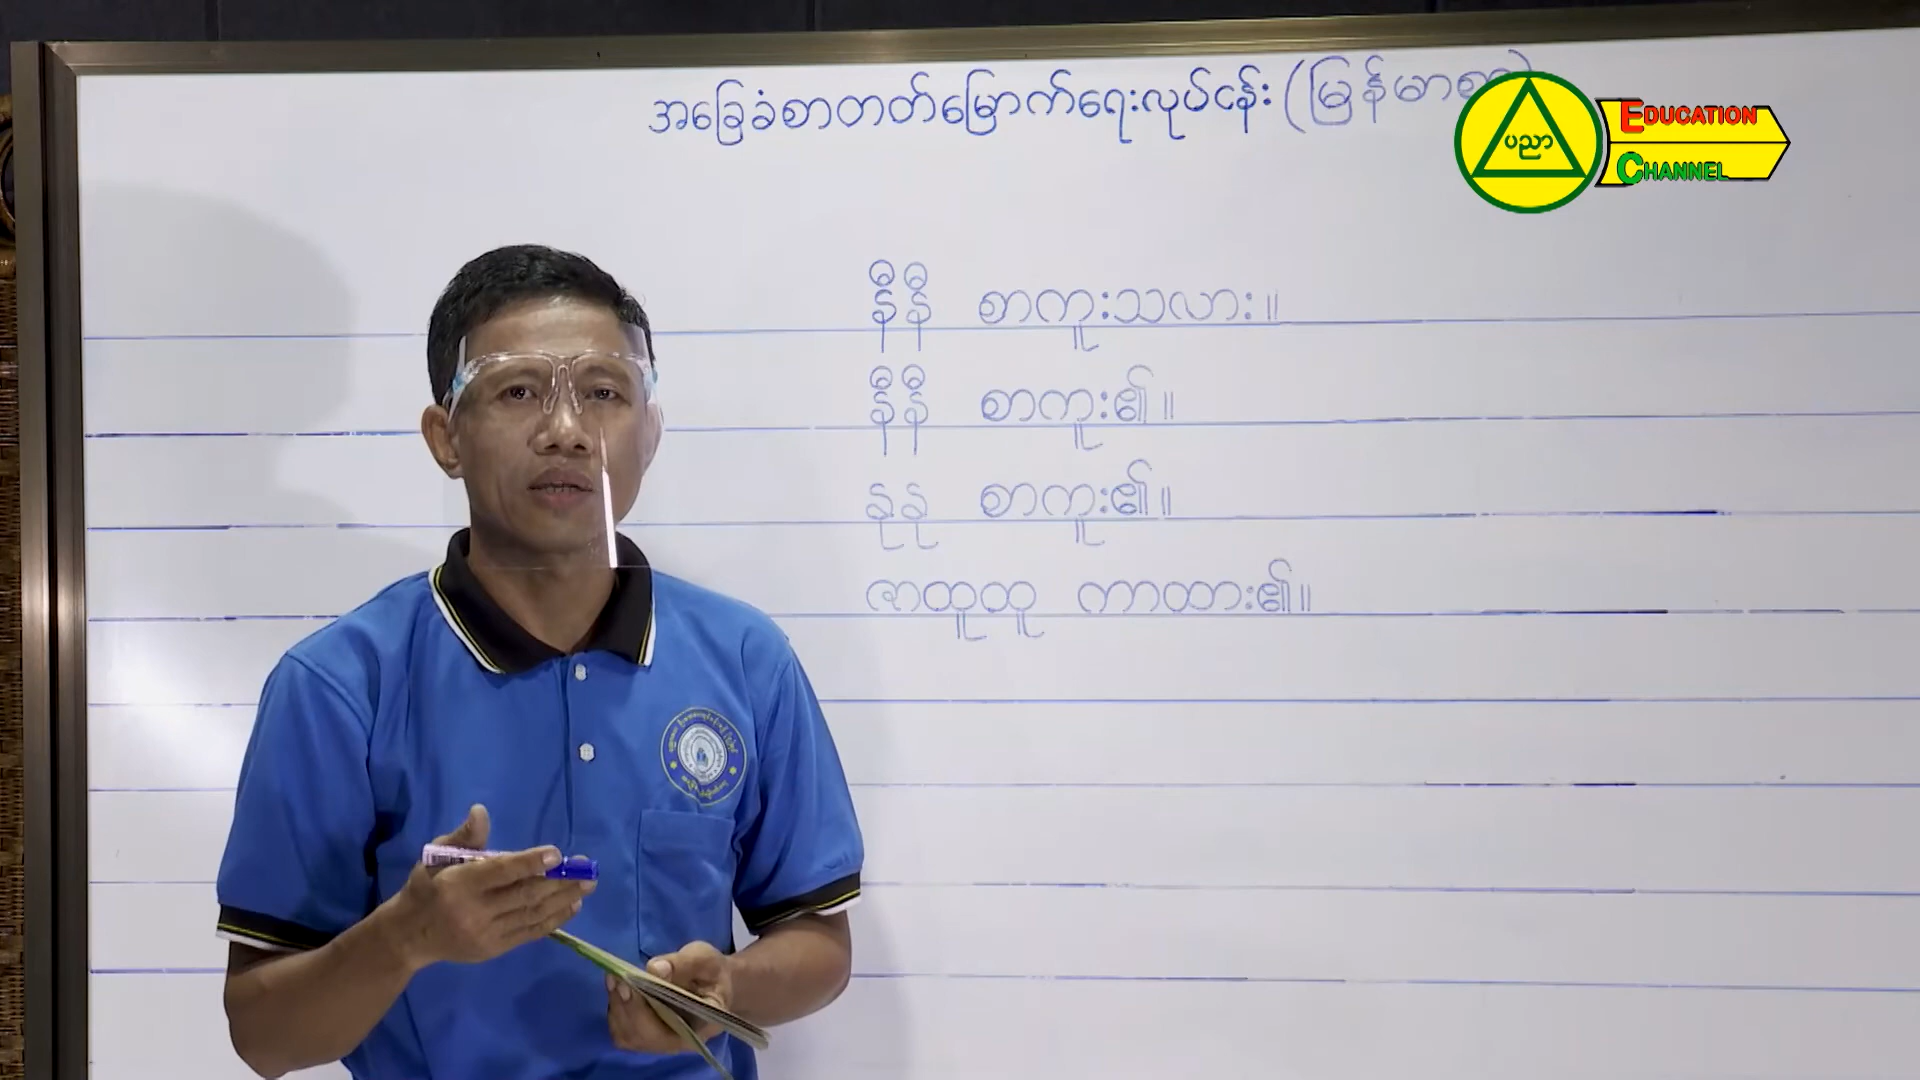 အခြေခံစာတတ်မြောက်ရေးလုပ်ငန်း (မြန်မာစာ)
ပညာ
EDUCATION
CHANNEL
နီနီ စာကူးသလား။
နီနီ စာကူး၏။
နုနု စာကူး၏။
ဇာထူထူ ကာထား၏။